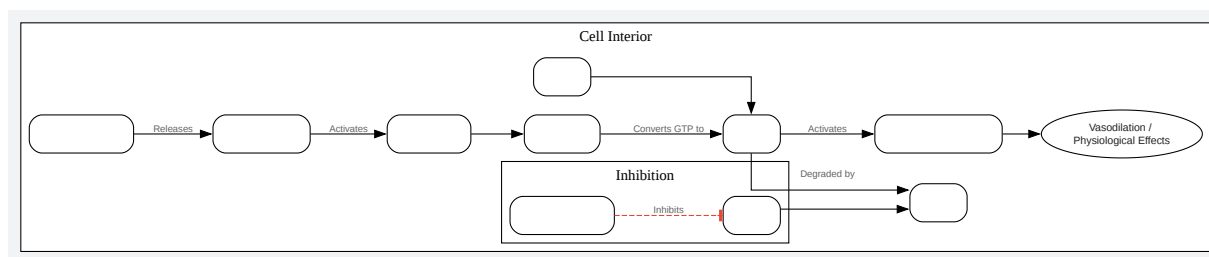 Cell Interior
Releases
Activates
Converts GTP to
Activates
Vasodilation /
Physiological Effects
Inhibition
Degraded by
Inhibits